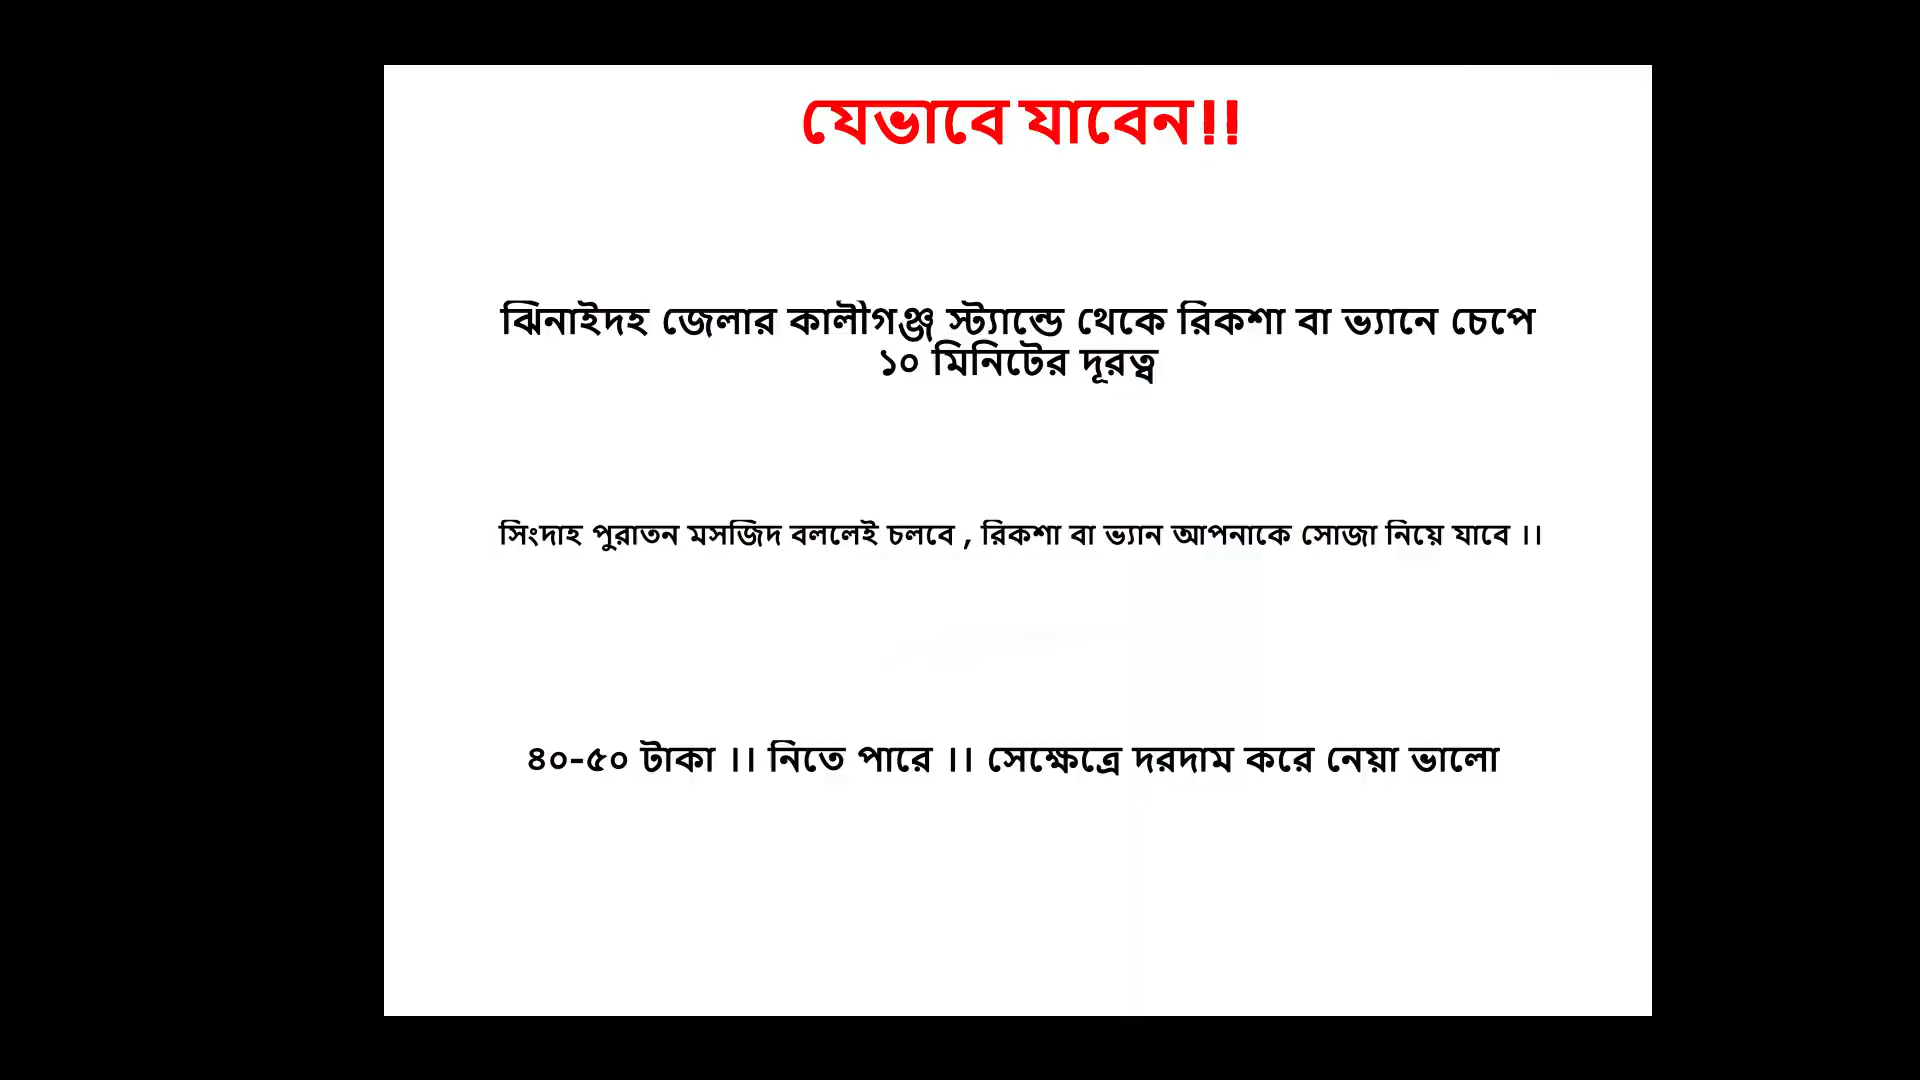 যেভাবে যাবেন!!
ঝিনাইদহ জেলার কালীগঞ্জ স্ট্যান্ডে থেকে রিকশা বা ভ্যানে চেপে
১০ মিনিটের দূরত্ব
সিংদাহ পুরাতন মসজিদ বললেই চলবে , রিকশা বা ভ্যান আপনাকে সোজা নিয়ে যাবে ।।
৪০-৫০ টাকা ।। নিতে পারে ।। সেক্ষেত্রে দরদাম করে নেয়া ভালো